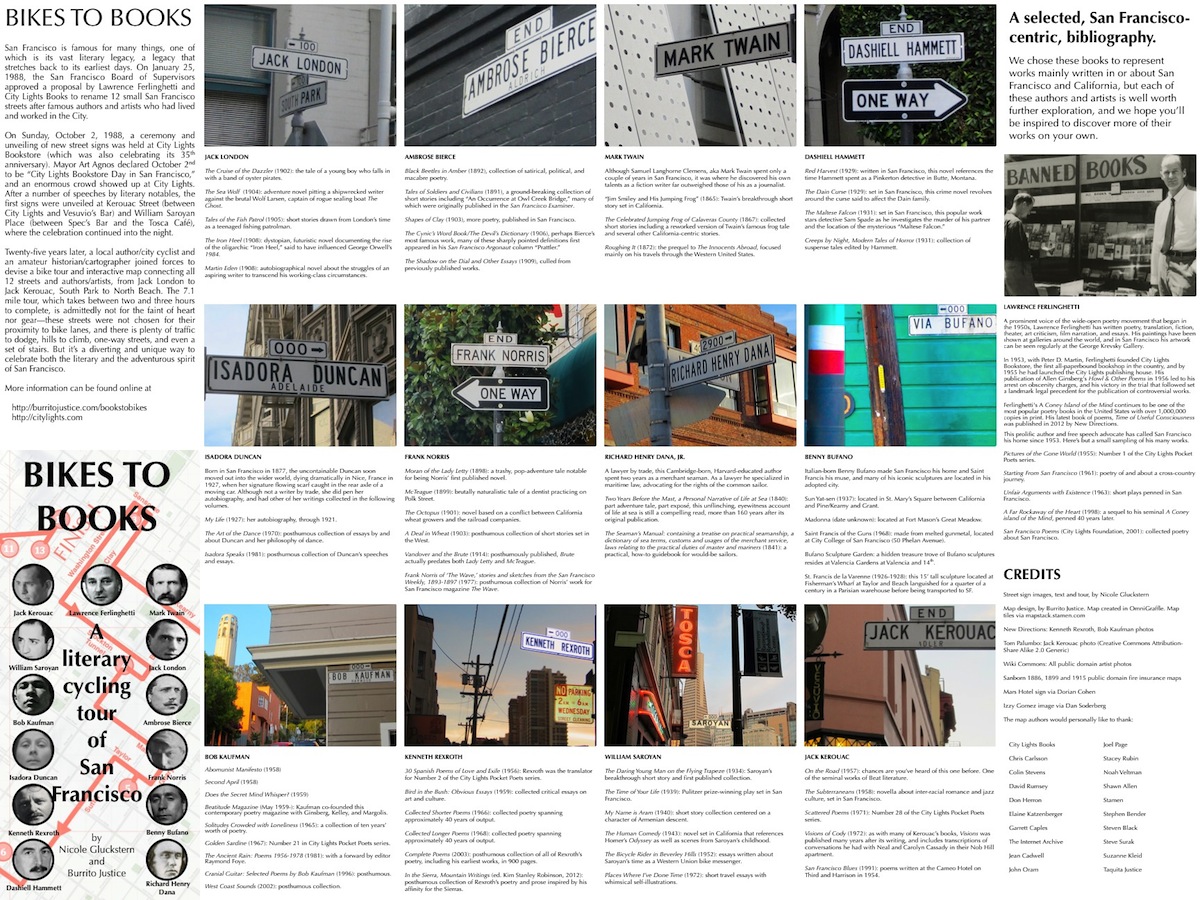 BIKES TO BOOKS
San Francisco is famous for many things, one of
which is its vast literary legacy, a legacy that
stretches back to its earliest days. On January 25,
1988, the San Francisco Board of Supervisors
approved a proposal by Lawrence Ferlinghetti and
City Lights Books to rename 12 small San Francisco
streets after famous authors and artists who had lived
and worked in the City.
On Sunday, October 2, 1988, a ceremony and
unveiling of new street signs was held at City Lights
Bookstore (which was also celebrating its 35th
anniversary). Mayor Art Agnos declared October 2nd
to be “City Lights Bookstore Day in San Francisco,”
and an enormous crowd showed up at City Lights.
After a number of speeches by literary notables, the
first signs were unveiled at Kerouac Street (between
City Lights and Vesuvio’s Bar) and William Saroyan
Place (between Spec’s Bar and the Tosca Café),
where the celebration continued into the night.
Twenty-five years later, a local author/city cyclist and
an amateur historian/cartographer joined forces to
devise a bike tour and interactive map connecting all
12 streets and authors/artists, from Jack London to
Jack Kerouac, South Park to North Beach. The 7.1
mile tour, which takes between two and three hours
to complete, is admittedly not for the faint of heart
nor gear—these streets were not chosen for their
proximity to bike lanes, and there is plenty of traffic
to dodge, hills to climb, one-way streets, and even a
set of stairs. But it’s a diverting and unique way to
celebrate both the literary and the adventurous spirit
of San Francisco.
More information can be found online at
http://burritojustice.com/bookstobikes
http://citylights.com
BIKES TO
BOOKS
11
13
Jack Kerouac
Lawrence Ferlinghetti
Mark Twain
William Saroyan
Jack London
Bob Kaufman
Ambrose Bierce
Isadora Duncan
Frank Norris
Kenneth Rexroth
Benny Bufano
Dashiell Hammett
Richard Henry
Dana
A
literary
cycling
tour
of
San
Francisco
by
Nicole Gluckstern
and
Burrito Justice
100
JACK LONDON
SOUTH PARK
JACK LONDON
The Cruise of the Dazzler (1902): the tale of a young boy who falls in
with a band of oyster pirates.
The Sea Wolf (1904): adventure novel pitting a shipwrecked writer
against the brutal Wolf Larsen, captain of rogue sealing boat The
Ghost.
Tales of the Fish Patrol (1905): short stories drawn from London’s time
as a teenaged fishing patrolman.
The Iron Heel (1908): dystopian, futuristic novel documenting the rise
of the oligarchic “Iron Heel,” said to have influenced George Orwell’s
1984.
Martin Eden (1908): autobiographical novel about the struggles of an
aspiring writer to transcend his working-class circumstances.
END
AMBROSE BIERCE
ALDRICH
AMBROSE BIERCE
Black Beetles in Amber (1892), collection of satirical, political, and
macabre poetry.
Tales of Soldiers and Civilians (1891), a ground-breaking collection of
short stories including “An Occurrence at Owl Creek Bridge,” many of
which were originally published in the San Francisco Examiner.
Shapes of Clay (1903), more poetry, published in San Francisco.
The Cynic’s Word Book/The Devil’s Dictionary (1906), perhaps Bierce’s
most famous work, many of these sharply pointed definitions first
appeared in his San Francisco Argonaut column “Prattler.”
The Shadow on the Dial and Other Essays (1909), culled from
previously published works.
MARK TWAIN
MARK TWAIN
Although Samuel Langhorne Clemens, aka Mark Twain spent only a
couple of years in San Francisco, it was where he discovered his own
talents as a fiction writer far outweighed those of his as a journalist.
“Jim Smiley and His Jumping Frog” (1865): Twain’s breakthrough short
story set in California.
The Celebrated Jumping Frog of Calaveras County (1867): collected
short stories including a reworked version of Twain’s famous frog tale
and several other California-centric stories.
Roughing It (1872): the prequel to The Innocents Abroad, focused
mainly on his travels through the Western United States.
END
DASHIELL HAMMETT
ONE WAY
DASHIELL HAMMETT
Red Harvest (1929): written in San Francisco, this novel references the
time Hammett spent as a Pinkerton detective in Butte, Montana.
The Dain Curse (1929): set in San Francisco, this crime novel revolves
around the curse said to affect the Dain family.
The Maltese Falcon (1931): set in San Francisco, this popular work
stars detective Sam Spade as he investigates the murder of his partner
and the location of the mysterious “Maltese Falcon.”
Creeps by Night, Modern Tales of Horror (1931): collection of
suspense tales edited by Hammett.
000
ISADORA DUNCAN
ADELAIDE
ISADORA DUNCAN
Born in San Francisco in 1877, the uncontainable Duncan soon
moved out into the wider world, dying dramatically in Nice, France in
1927, when her signature flowing scarf caught in the rear axle of a
moving car. Although not a writer by trade, she did pen her
autobiography, and had other of her writings collected in the following
volumes.
My Life (1927): her autobiography, through 1921.
The Art of the Dance (1970): posthumous collection of essays by and
about Duncan and her philosophy of dance.
Isadora Speaks (1981): posthumous collection of Duncan’s speeches
and essays.
END
FRANK NORRIS
ONE WAY
FRANK NORRIS
Moran of the Lady Letty (1898): a trashy, pop-adventure tale notable
for being Norris’ first published novel.
McTeague (1899): brutally naturalistic tale of a dentist practicing on
Polk Street.
The Octopus (1901): novel based on a conflict between California
wheat growers and the railroad companies.
A Deal in Wheat (1903): posthumous collection of short stories set in
the West.
Vandover and the Brute (1914): posthumously published, Brute
actually predates both Lady Letty and McTeague.
Frank Norris of ‘The Wave,’ stories and sketches from the San Francisco
Weekly, 1893-1897 (1977): posthumous collection of Norris’ work for
San Francisco magazine The Wave.
2900
RICHARD HENRY DANA
RICHARD HENRY DANA, JR.
A lawyer by trade, this Cambridge-born, Harvard-educated author
spent two years as a merchant seaman. As a lawyer he specialized in
maritime law, advocating for the rights of the common sailor.
Two Years Before the Mast, a Personal Narrative of Life at Sea (1840):
part adventure tale, part exposé, this unflinching, eyewitness account
of life at sea is still a compelling read, more than 160 years after its
original publication.
The Seaman’s Manual: containing a treatise on practical seamanship, a
dictionary of sea terms, customs and usages of the merchant service,
laws relating to the practical duties of master and mariners (1841): a
practical, how-to guidebook for would-be sailors.
000
VIA BUFANO
BENNY BUFANO
Italian-born Benny Bufano made San Francisco his home and Saint
Francis his muse, and many of his iconic sculptures are located in his
adopted city.
Sun Yat-sen (1937): located in St. Mary’s Square between California
and Pine/Kearny and Grant.
Madonna (date unknown): located at Fort Mason’s Great Meadow.
Saint Francis of the Guns (1968): made from melted gunmetal, located
at City College of San Francisco (50 Phelan Avenue).
Bufano Sculpture Garden: a hidden treasure trove of Bufano sculptures
resides at Valencia Gardens at Valencia and 14th.
St. Francis de la Varenne (1926-1928): this 15’ tall sculpture located at
Fisherman’s Wharf at Taylor and Beach languished for a quarter of a
century in a Parisian warehouse before being transported to SF.
000
BOB KAUFMAN
BOB KAUFMAN
Abomunist Manifesto (1958)
Second April (1958)
Does the Secret Mind Whisper? (1959)
Beatitude Magazine (May 1959-): Kaufman co-founded this
contemporary poetry magazine with Ginsberg, Kelley, and Margolis.
Solitudes Crowded with Loneliness (1965): a collection of ten years’
worth of poetry.
Golden Sardine (1967): Number 21 in City Lights Pocket Poets series.
The Ancient Rain: Poems 1956-1978 (1981): with a forward by editor
Raymond Foye.
Cranial Guitar: Selected Poems by Bob Kaufman (1996): posthumous.
West Coast Sounds (2002): posthumous collection.
000
KENNETH REXROTH
NO PARKING
2 AM TO 6 AM
WEDNESDAY
STREET CLEANING
KENNETH REXROTH
30 Spanish Poems of Love and Exile (1956): Rexroth was the translator
for Number 2 of the City Lights Pocket Poets series.
Bird in the Bush: Obvious Essays (1959): collected critical essays on
art and culture.
Collected Shorter Poems (1966): collected poetry spanning
approximately 40 years of output.
Collected Longer Poems (1968): collected poetry spanning
approximately 40 years of output.
Complete Poems (2003): posthumous collection of all of Rexroth’s
poetry, including his earliest works, in 900 pages.
In the Sierra, Mountain Writings (ed. Kim Stanley Robinson, 2012):
posthumous collection of Rexroth’s poetry and prose inspired by his
affinity for the Sierras.
TOSCA
SAROYAN
WILLIAM SAROYAN
The Daring Young Man on the Flying Trapeze (1934): Saroyan’s
breakthrough short story and first published collection.
The Time of Your Life (1939): Pulitzer prize-winning play set in San
Francisco.
My Name is Aram (1940): short story collection centered on a
character of Armenian descent.
The Human Comedy (1943): novel set in California that references
Homer’s Odyssey as well as scenes from Saroyan’s childhood.
The Bicycle Rider in Beverley Hills (1952): essays written about
Saroyan’s time as a Western Union bike messenger.
Places Where I’ve Done Time (1972): short travel essays with
whimsical self-illustrations.
END
JACK KEROUAC
ADLER
JACK KEROUAC
On the Road (1957): chances are you’ve heard of this one before. One
of the seminal works of Beat literature.
The Subterraneans (1958): novella about inter-racial romance and jazz
culture, set in San Francisco.
Scattered Poems (1971): Number 28 of the City Lights Pocket Poets
series.
Visions of Cody (1972): as with many of Kerouac’s books, Visions was
published many years after its writing, and includes transcriptions of
conversations he had with Neal and Carolyn Cassady in their Nob Hill
apartment.
San Francisco Blues (1991): poems written at the Cameo Hotel on
Third and Harrison in 1954.
A selected, San Francisco-
centric, bibliography.
We chose these books to represent
works mainly written in or about San
Francisco and California, but each of
these authors and artists is well worth
further exploration, and we hope you’ll
be inspired to discover more of their
works on your own.
BANNED BOOKS
LAWRENCE FERLINGHETTI
A prominent voice of the wide-open poetry movement that began in
the 1950s, Lawrence Ferlinghetti has written poetry, translation, fiction,
theater, art criticism, film narration, and essays. His paintings have been
shown at galleries around the world, and in San Francisco his artwork
can be seen regularly at the George Krevsky Gallery.
In 1953, with Peter D. Martin, Ferlinghetti founded City Lights
Bookstore, the first all-paperbound bookshop in the country, and by
1955 he had launched the City Lights publishing house. His
publication of Allen Ginsberg’s Howl & Other Poems in 1956 led to his
arrest on obscenity charges, and his victory in the trial that followed set
a landmark legal precedent for the publication of controversial works.
Ferlinghetti’s A Coney Island of the Mind continues to be one of the
most popular poetry books in the United States with over 1,000,000
copies in print. His latest book of poems, Time of Useful Consciousness
was published in 2012 by New Directions.
This prolific author and free speech advocate has called San Francisco
his home since 1953. Here’s but a small sampling of his many works.
Pictures of the Gone World (1955): Number 1 of the City Lights Pocket
Poets series.
Starting From San Francisco (1961): poetry of and about a cross-country
journey.
Unfair Arguments with Existence (1963): short plays penned in San
Francisco.
A Far Rockaway of the Heart (1998): a sequel to his seminal A Coney
Island of the Mind, penned 40 years on.
San Francisco Poems (City Lights Foundation, 2001): collected poetry
about San Francisco.
CREDITS
Street sign images, text and tour, by Nicole Gluckstern
Map design, by Burrito Justice. Map created in OmniGraffle. Map
tiles via mapstack.stamen.com
New Directions: Kenneth Rexroth, Bob Kaufman photos
Tom Palumbo: Jack Kerouac photo (Creative Commons Attribution-
Share Alike 2.0 Generic)
Wiki Commons: All public domain artist photos
Sanborn 1886, 1899 and 1915 public domain fire insurance maps
Mars Hotel sign via Dorian Cohen
Izzy Gomez image via Dan Soderberg
The map authors would personally like to thank:
City Lights Books
Chris Carlsson
Colin Stevens
David Rumsey
Don Herron
Elaine Katzenberger
Garrett Caples
The Internet Archive
Jean Cadwell
John Oram
Joel Page
Stacey Rubin
Noah Veltman
Shawn Allen
Stamen
Stephen Bender
Steven Black
Steve Surak
Suzanne Kleid
Taquita Justice